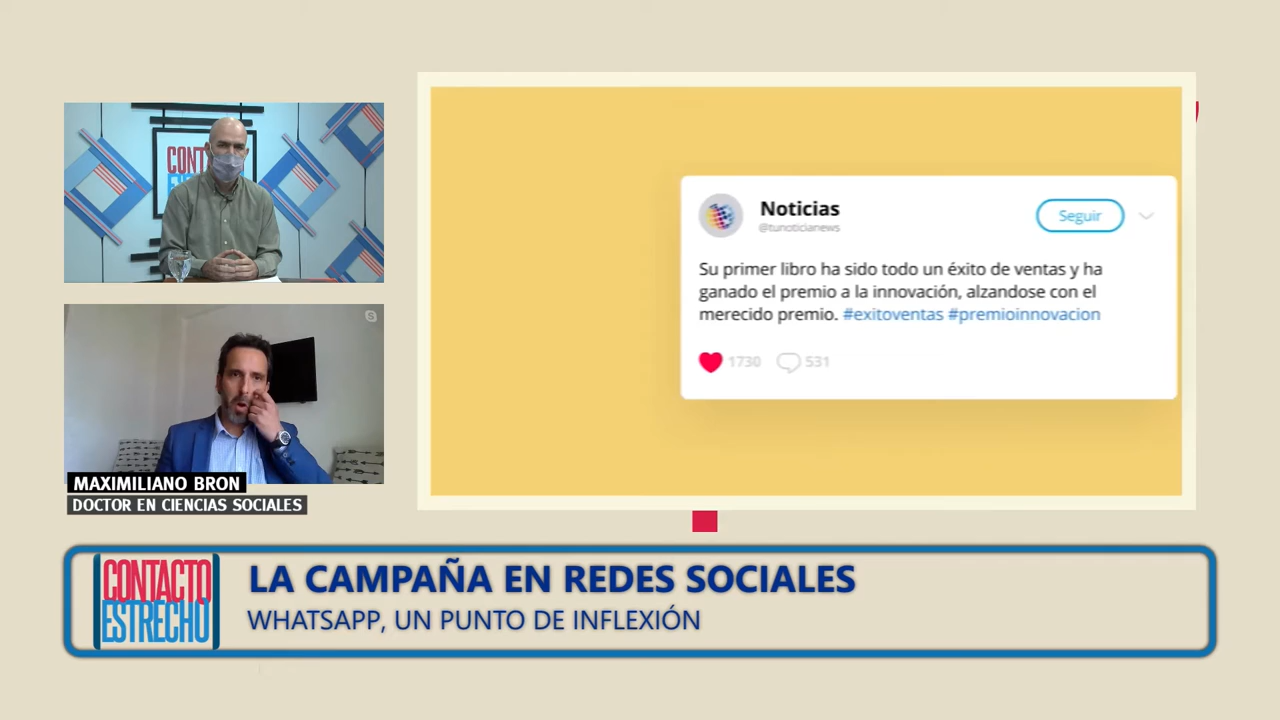 CONT
MAXIMILIANO BRON
DOCTOR EN CIENCIAS SOCIALES
Noticias
@tunoticianews
Seguir
Su primer libro ha sido todo un éxito de ventas y ha
ganado el premio a la innovación, alzandose con el
merecido premio. #exitoventas #premioinnovacion
1730 531
CONTACTO
ESTRECHO
LA CAMPAÑA EN REDES SOCIALES
WHATSAPP, UN PUNTO DE INFLEXIÓN